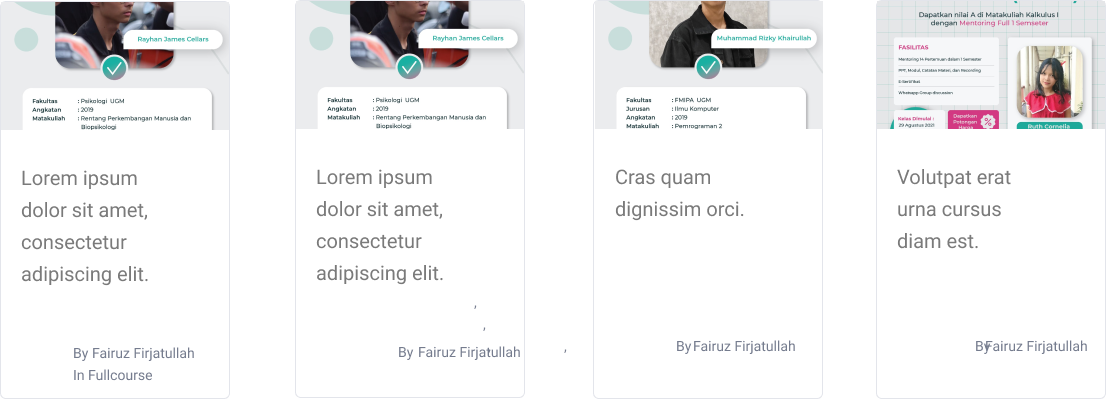 Rayhan James Cellars
Fakultas : Psikologi UGM
Angkatan : 2019
Matakuliah : Rentang Perkembangan Manusia dan
Biopsikologi
Lorem ipsum
dolor sit amet,
consectetur
adipiscing elit.
By Fairuz Firjatullah
In Fullcourse
Rayhan James Cellars
Fakultas : Psikologi UGM
Angkatan : 2019
Matakuliah : Rentang Perkembangan Manusia dan
Biopsikologi
Lorem ipsum
dolor sit amet,
consectetur
adipiscing elit.
,
,
By Fairuz Firjatullah
,
Muhammad Rizky Khairullah
Fakultas : FMIPA UGM
Jurusan : Ilmu Komputer
Angkatan : 2019
Matakuliah : Pemrograman 2
Cras quam
dignissim orci.
By Fairuz Firjatullah
Dapatkan nilai A di Matakuliah Kalkulus I
dengan Mentoring Full 1 Semseter
FASILITAS
Mentoring 14 Pertemuan dalam 1 Semester
PPT, Modul, Catatan Materi, dan Recording
E-Sertifikat
Whatsapp Group discussion
Kelas Dimulai :
29 Agustus 2021
Dapatkan
Potongan
Harga
%
Ruth Cornelia
Volutpat erat
urna cursus
diam est.
By Fairuz Firjatullah